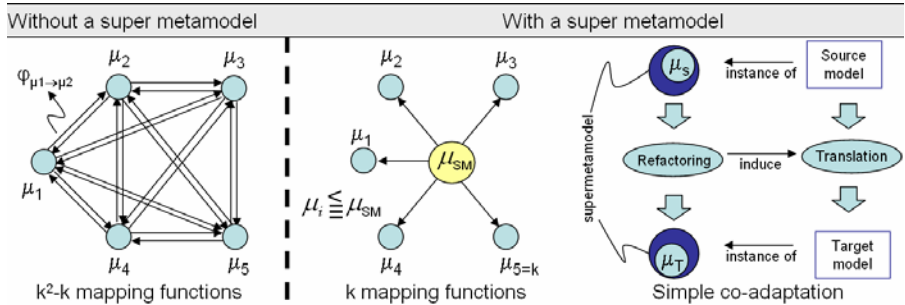 Without a super metamodel
With a super metamodel
φμ1→μ2
μ2
μ3
μ1
μ4
μ5
k²-k mapping functions
μ2
μ3
μ1
μSM
μi ≦ μSM
μ4
μ5=k
k mapping functions
supermetamodel
μs
instance of
Source
model
Refactoring
induce
Translation
μT
instance of
Target
model
Simple co-adaptation